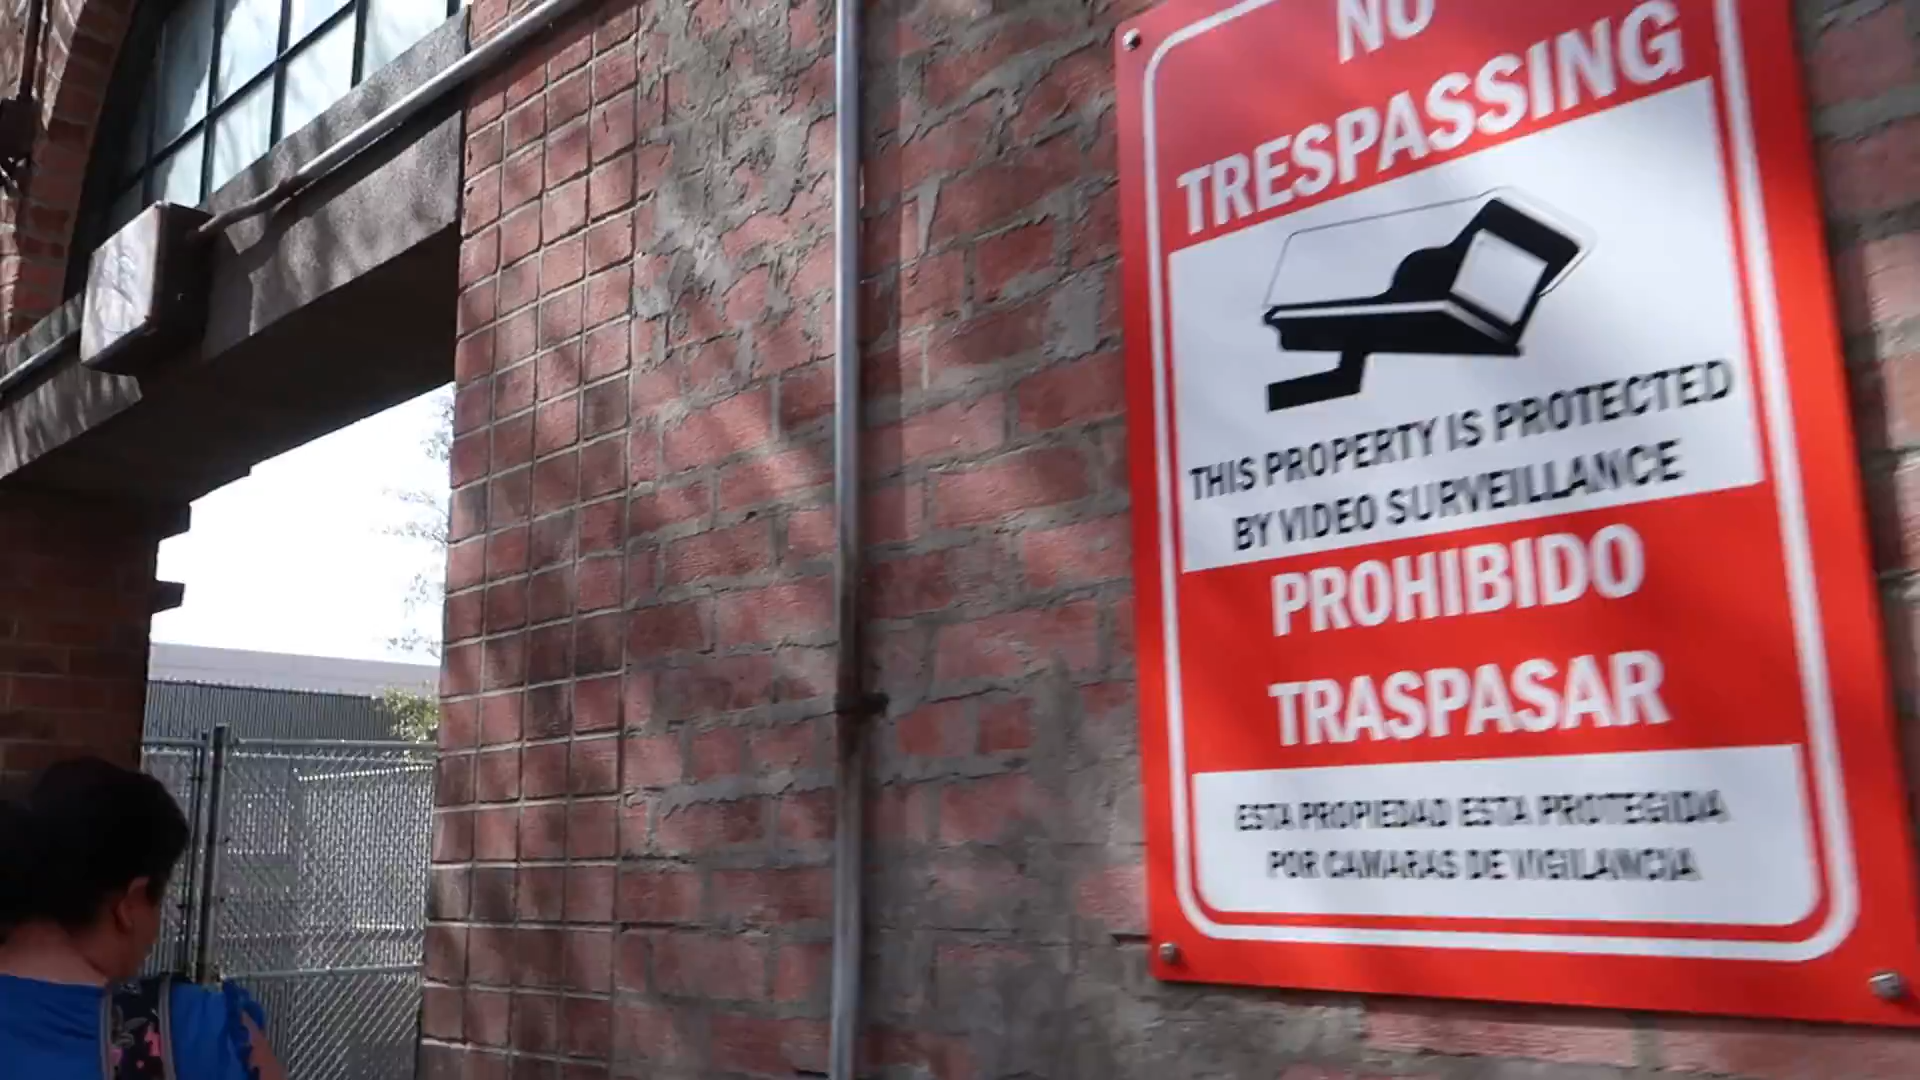 NO
TRESPASSING
THIS PROPERTY IS PROTECTED
BY VIDEO SURVEILLANCE
PROHIBIDO
TRASPASAR
ESTA PROPIEDAD ESTA PROTEGIDA
POR CAMARAS DE VIGILANCIA